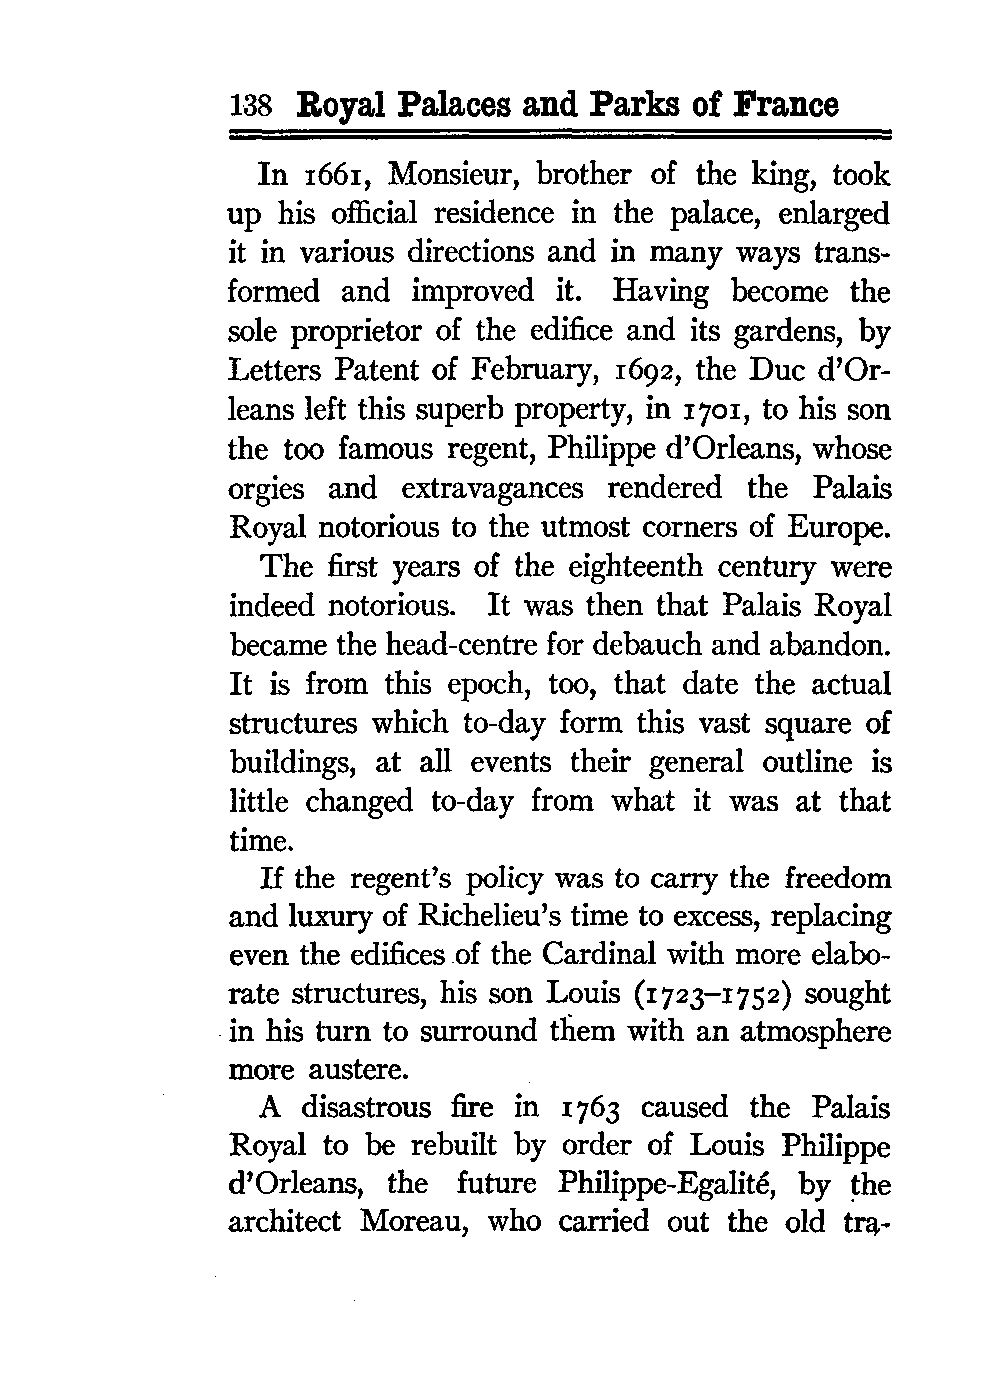 138 Royal Palaces and Parks of France
In 1661, Monsieur, brother of the king, took
up his official residence in the palace, enlarged
it in various directions and in many ways trans-
formed and improved it. Having become the
sole proprietor of the edifice and its gardens, by
Letters Patent of February, 1692, the Duc d'Or-
leans left this superb property, in 1701, to his son
the too famous regent, Philippe d'Orleans, whose
orgies and extravagances rendered the Palais
Royal notorious to the utmost corners of Europe.
The first years of the eighteenth century were
indeed notorious. It was then that Palais Royal
became the head-centre for debauch and abandon.
It is from this epoch, too, that date the actual
structures which to-day form this vast square of
buildings, at all events their general outline is
little changed to-day from what it was at that
time.
If the regent's policy was to carry the freedom
and luxury of Richelieu's time to excess, replacing
even the edifices of the Cardinal with more elabo-
rate structures, his son Louis (1723–1752) sought
in his turn to surround them with an atmosphere
more austere.
A disastrous fire in 1763 caused the Palais
Royal to be rebuilt by order of Louis Philippe
d'Orleans, the future Philippe-Egalité, by the
architect Moreau, who carried out the old tra-